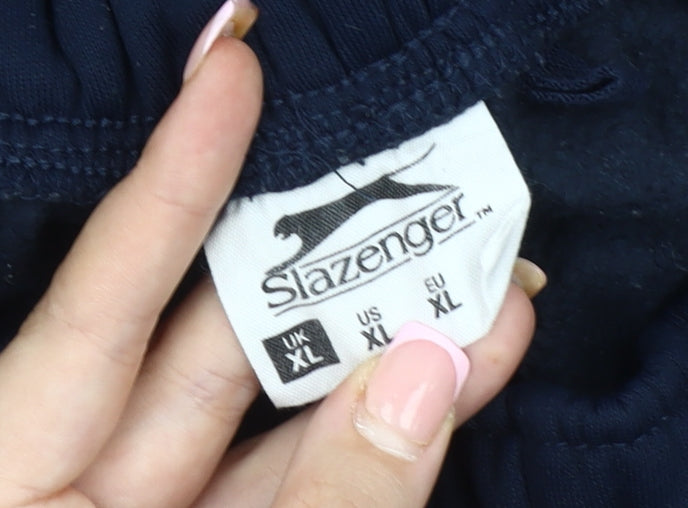 Slazenger™
UK US EU
XL XL XL